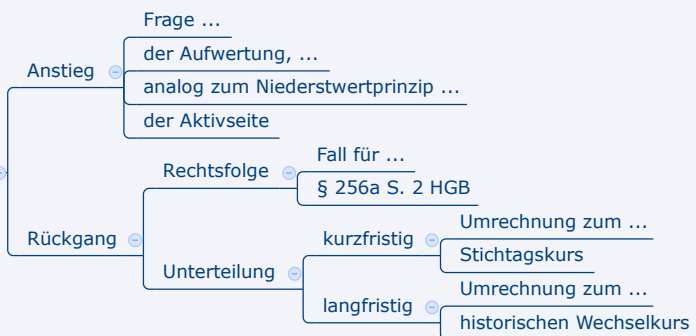 Anstieg
Frage ...
der Aufwertung, ...
analog zum Niederstwertprinzip ...
der Aktivseite
Rückgang
Rechtsfolge
Fall für ...
§ 256a S. 2 HGB
Unterteilung
kurzfristig
Umrechnung zum ...
Stichtagskurs
langfristig
Umrechnung zum ...
historischen Wechselkurs